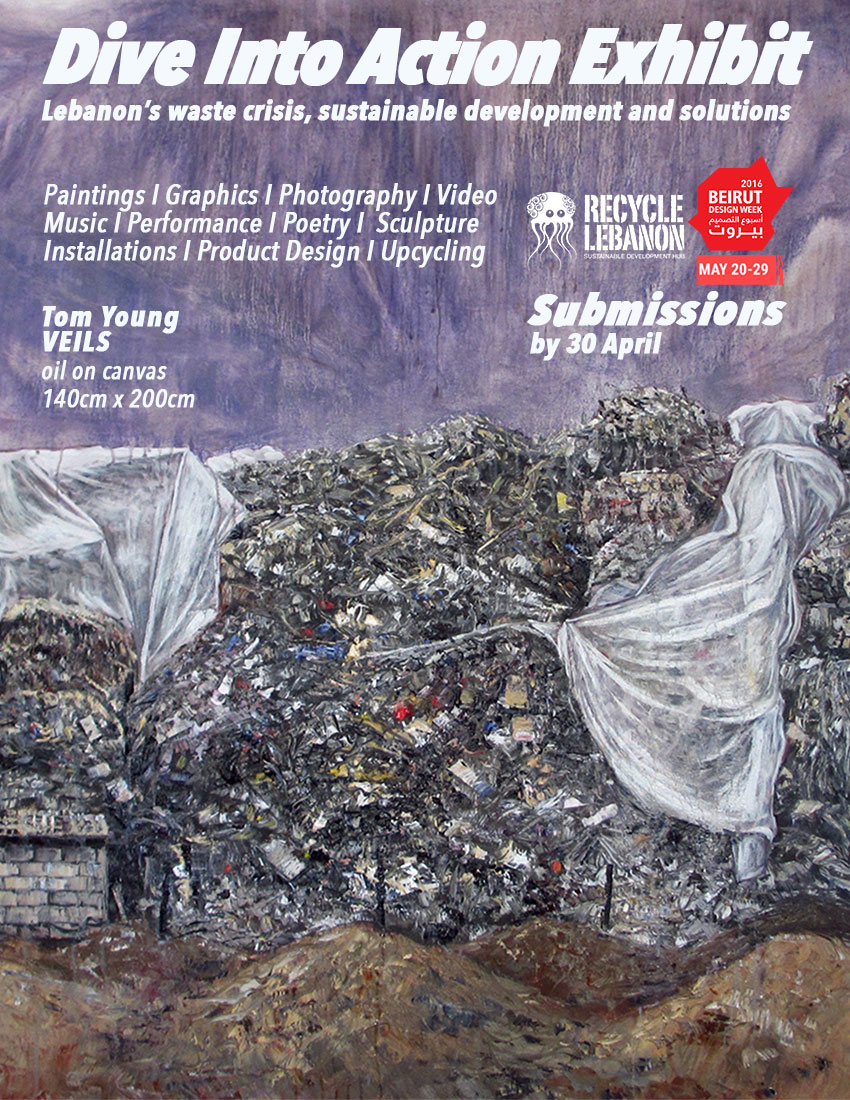 Dive Into Action Exhibit
Lebanon's waste crisis, sustainable development and solutions
Paintings I Graphics I Photography I Video
Music I Performance I Poetry I Sculpture
Installations I Product Design I Upcycling
RECYCLE
LEBANON
SUSTAINABLE DEVELOPMENT HUB
2016
BEIRUT
DESIGN WEEK
أسبوع التصميم
بيروت
MAY 20-29
Submissions
by 30 April
Tom Young
VEILS
oil on canvas
140cm x 200cm